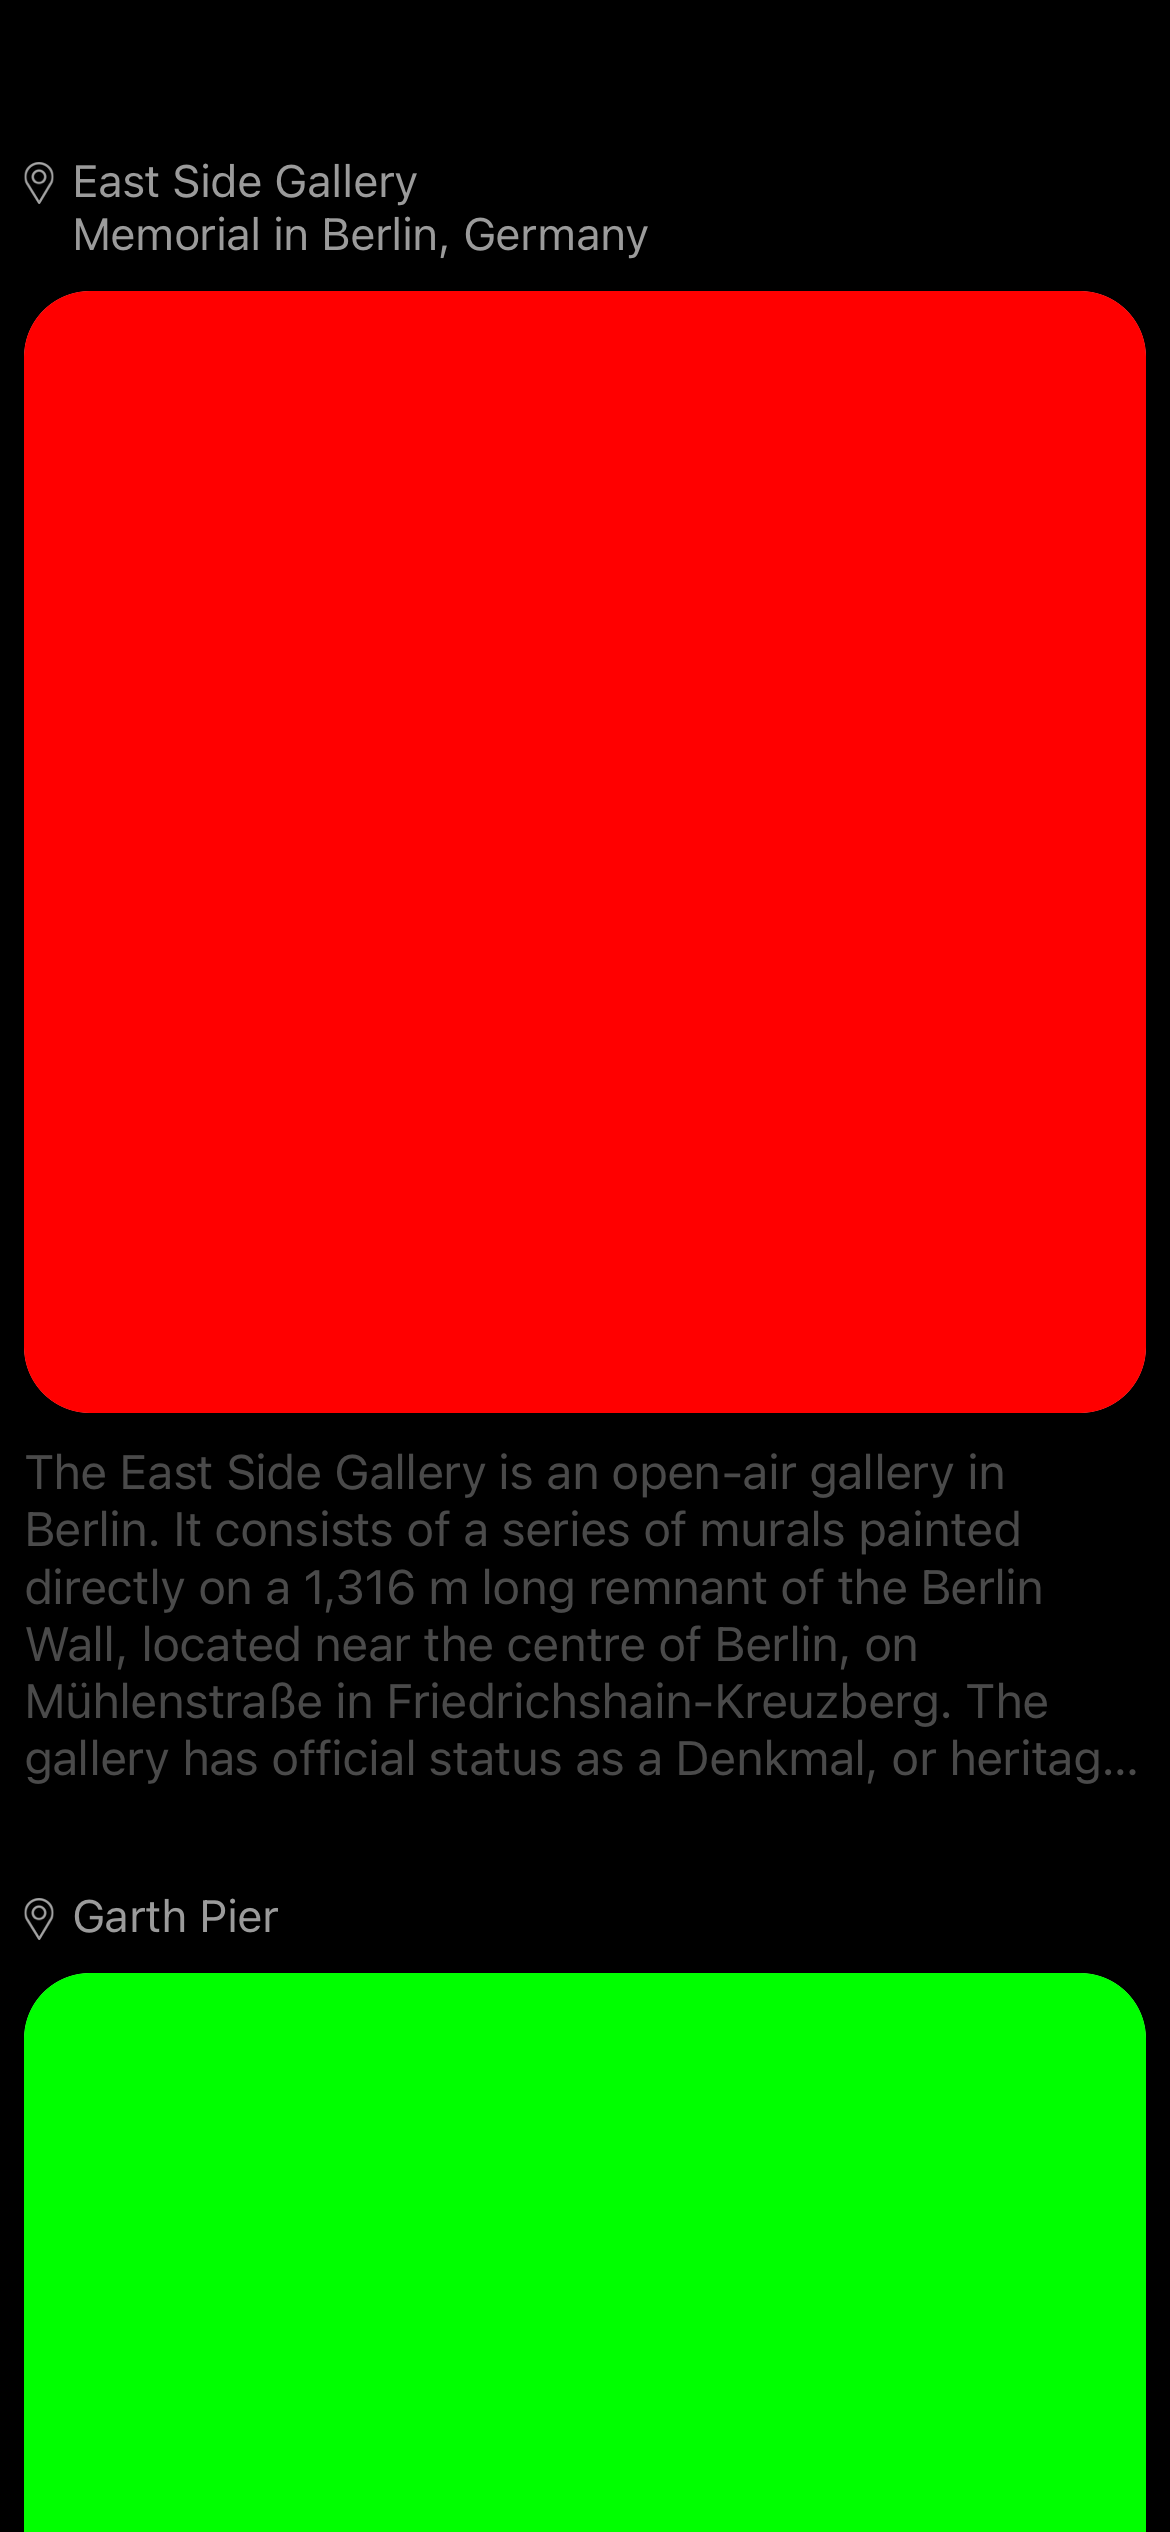 East Side Gallery
Memorial in Berlin, Germany
The East Side Gallery is an open-air gallery in
Berlin. It consists of a series of murals painted
directly on a 1,316 m long remnant of the Berlin
Wall, located near the centre of Berlin, on
Mühlenstraße in Friedrichshain-Kreuzberg. The
gallery has official status as a Denkmal, or heritag...
Garth Pier